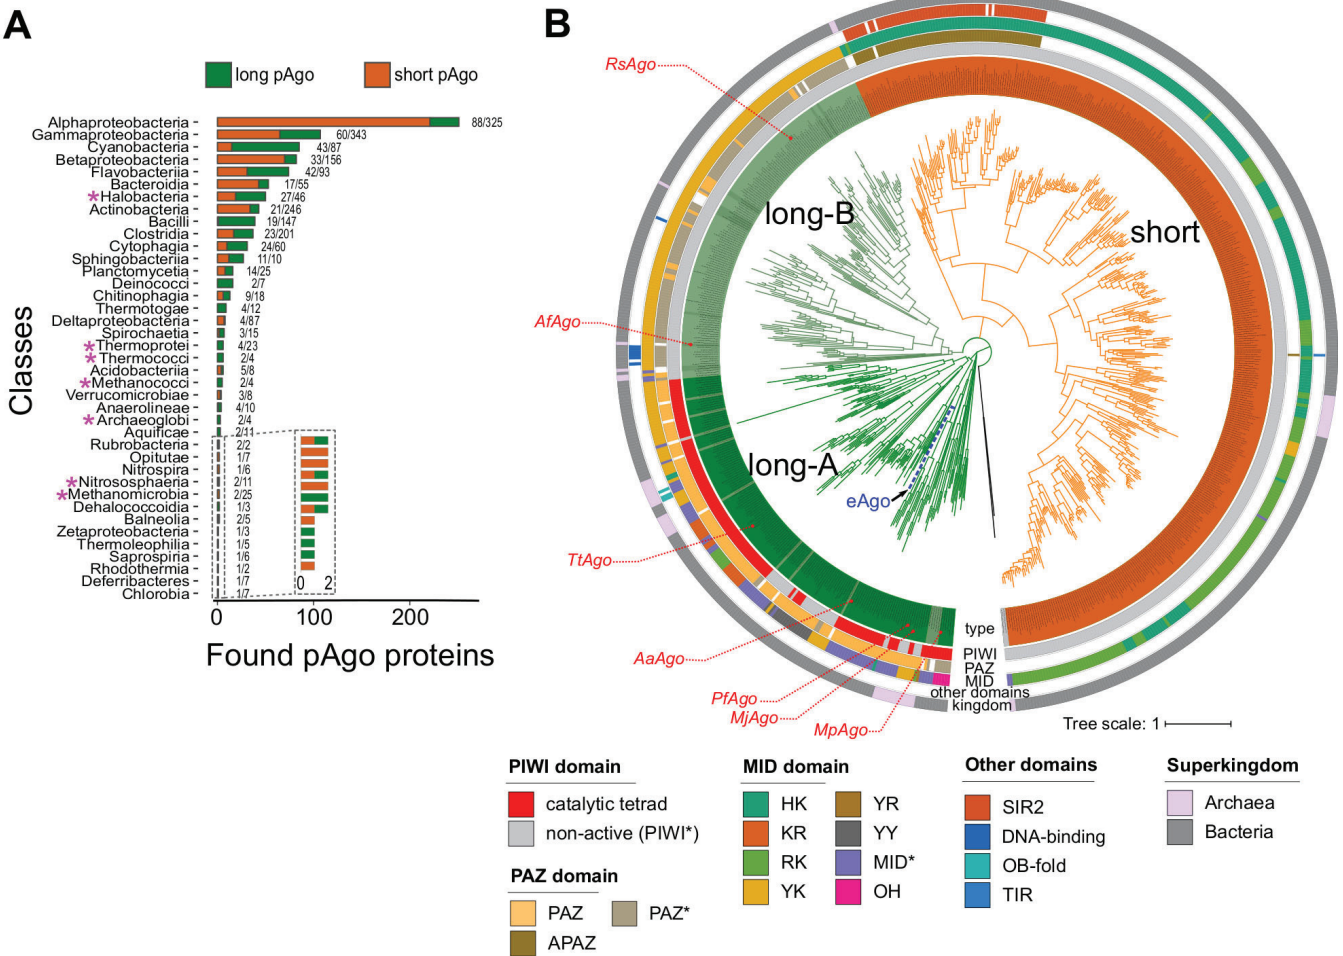 A
long pAgo
short pAgo
Classes
Alphaproteobacteria 88/325
Gammaproteobacteria 60/343
Cyanobacteria 43/87
Betaproteobacteria 33/156
Flavobacteriia 42/93
Bacteroidia 17/55
*Halobacteria 27/46
Actinobacteria 21/246
Bacilli 19/147
Clostridia 23/201
Cytophagia 24/60
Sphingobacteriia 11/10
Planctomycetia 14/25
Deinococci 2/7
Chitinophagia 9/18
Thermotogae 4/12
Deltaproteobacteria 4/87
Spirochaetia 3/15
*Thermoprotei 4/23
*Thermococci 2/4
Acidobacteriia 5/8
*Methanococci 2/4
Verrucomicrobiae 3/8
Anaerolineae 4/10
*Archaeoglobi 2/4
Aquificae 2/11
Rubrobacteria 2/2
Opitutae 1/7
Nitrospira 1/6
*Nitrososphaeria 2/11
*Methanomicrobia 2/25
Dehalococcoidia 1/3
Balneolia 2/5
Zetaproteobacteria 1/3
Thermoleophilia 1/5
Saprospiria 1/6
Rhodothermia 1/2
Deferribacteres 1/7
Chlorobia 1/7
0 2
0 100 200
Found pAgo proteins
B
RsAgo
AfAgo
TtAgo
AaAgo
PfAgo
MjAgo
MpAgo
long-B
short
long-A
eAgo
type
PIWI
PAZ
MID
other domains
kingdom
Tree scale: 1
PIWI domain
catalytic tetrad
non-active (PIWI*)
PAZ domain
PAZ
PAZ*
APAZ
MID domain
HK
YR
KR
YY
RK
MID*
YK
OH
Other domains
SIR2
DNA-binding
OB-fold
TIR
Superkingdom
Archaea
Bacteria